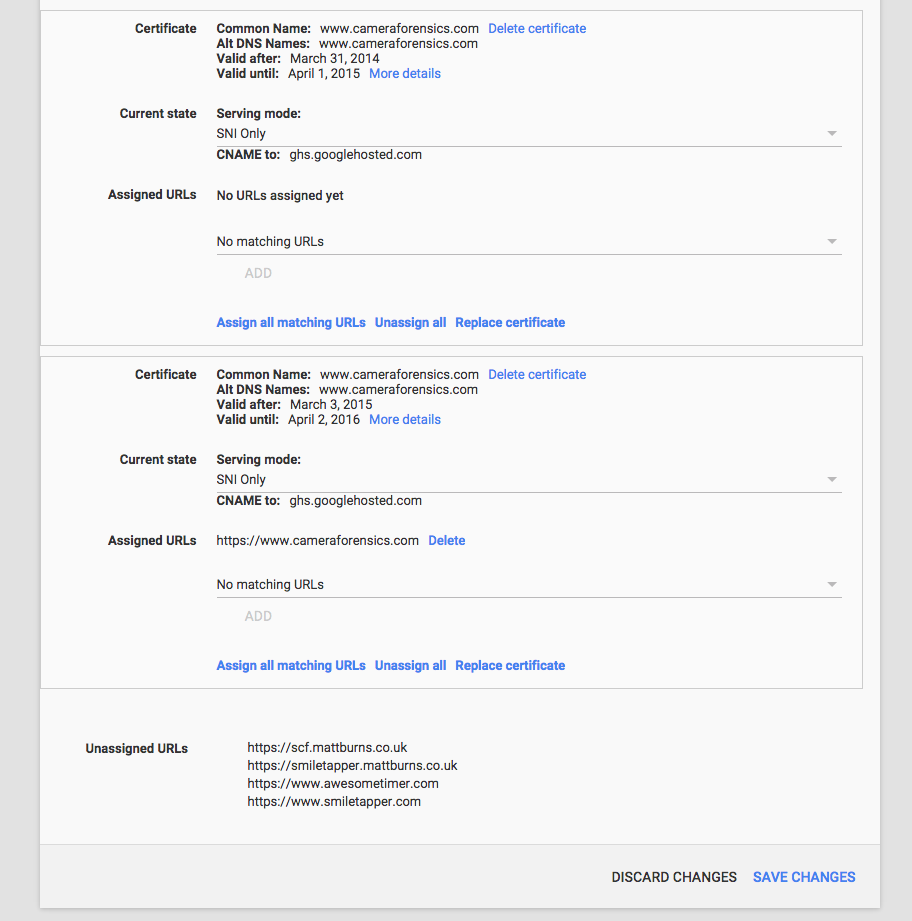 Certificate Common Name: www.cameraforensics.com Delete certificate
Alt DNS Names: www.cameraforensics.com
Valid after: March 31, 2014
Valid until: April 1, 2015 More details
Current state Serving mode:
SNI Only
CNAME to: ghs.googlehosted.com
Assigned URLs No URLs assigned yet
No matching URLs
ADD
Assign all matching URLs Unassign all Replace certificate
Certificate Common Name: www.cameraforensics.com Delete certificate
Alt DNS Names: www.cameraforensics.com
Valid after: March 3, 2015
Valid until: April 2, 2016 More details
Current state Serving mode:
SNI Only
CNAME to: ghs.googlehosted.com
Assigned URLs https://www.cameraforensics.com Delete
No matching URLs
ADD
Assign all matching URLs Unassign all Replace certificate
Unassigned URLs https://scf.mattburns.co.uk
https://smiletapper.mattburns.co.uk
https://www.awesometimer.com
https://www.smiletapper.com
DISCARD CHANGES SAVE CHANGES